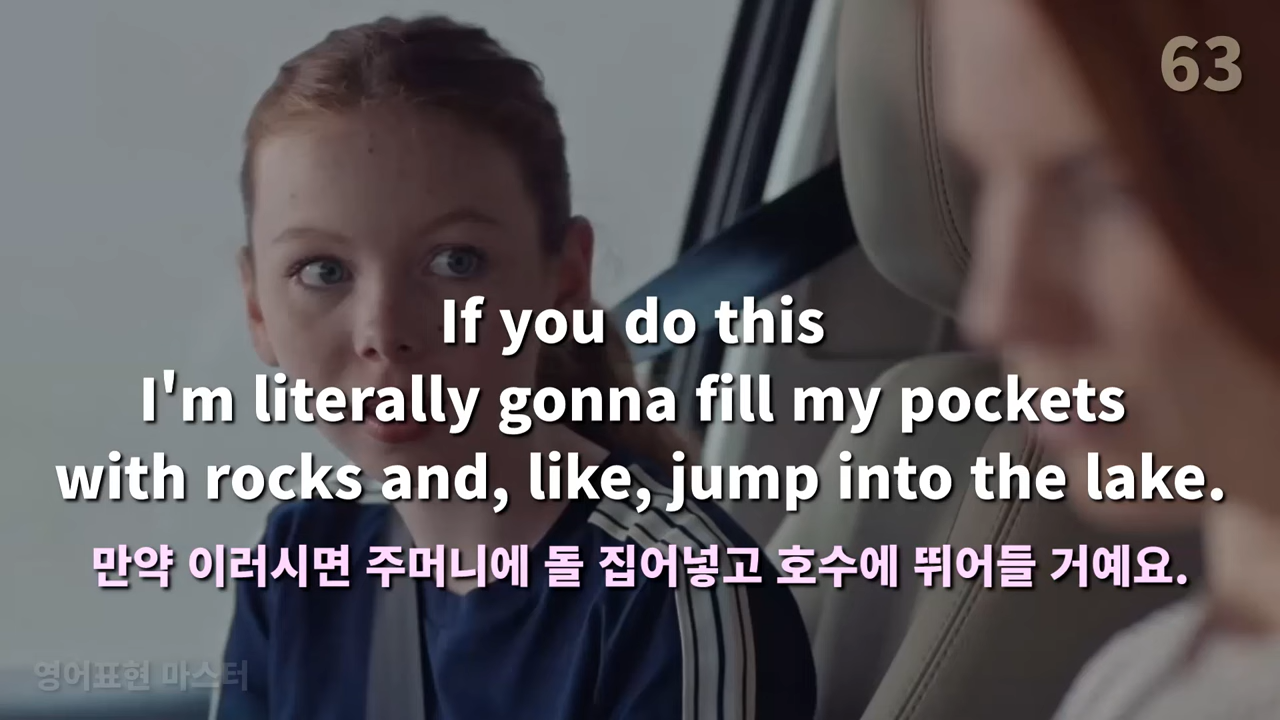 63
If you do this
I'm literally gonna fill my pockets
with rocks and, like, jump into the lake.
만약 이러시면 주머니에 돌 집어넣고 호수에 뛰어들 거예요.
영어표현 마스터